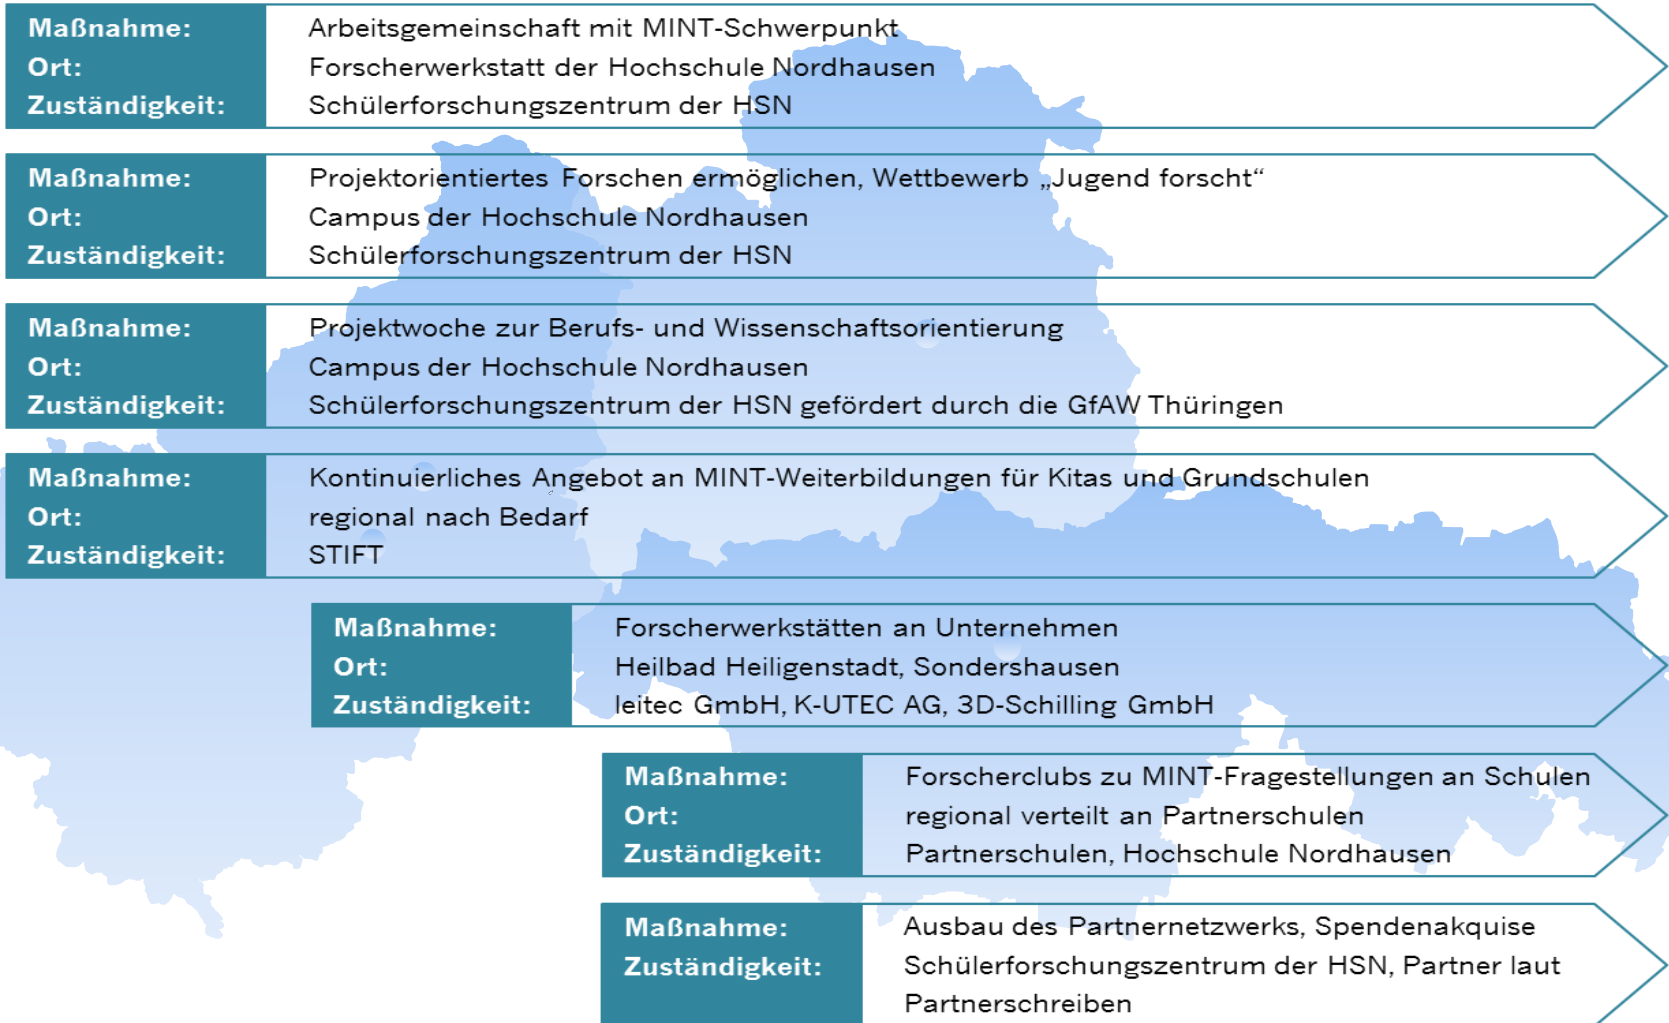 Maßnahme: Arbeitsgemeinschaft mit MINT-Schwerpunkt
Ort: Forscherwerkstatt der Hochschule Nordhausen
Zuständigkeit: Schülerforschungszentrum der HSN
Maßnahme: Projektorientiertes Forschen ermöglichen, Wettbewerb „Jugend forscht“
Ort: Campus der Hochschule Nordhausen
Zuständigkeit: Schülerforschungszentrum der HSN
Maßnahme: Projektwoche zur Berufs- und Wissenschaftsorientierung
Ort: Campus der Hochschule Nordhausen
Zuständigkeit: Schülerforschungszentrum der HSN gefördert durch die GfAW Thüringen
Maßnahme: Kontinuierliches Angebot an MINT-Weiterbildungen für Kitas und Grundschulen
Ort: regional nach Bedarf
Zuständigkeit: STIFT
Maßnahme: Forscherwerkstätten an Unternehmen
Ort: Heilbad Heiligenstadt, Sondershausen
Zuständigkeit: leitec GmbH, K-UTEC AG, 3D-Schilling GmbH
Maßnahme: Forscherclubs zu MINT-Fragestellungen an Schulen
Ort: regional verteilt an Partnerschulen
Zuständigkeit: Partnerschulen, Hochschule Nordhausen
Maßnahme: Ausbau des Partnernetzwerks, Spendenakquise
Zuständigkeit: Schülerforschungszentrum der HSN, Partner laut
Partnerschreiben